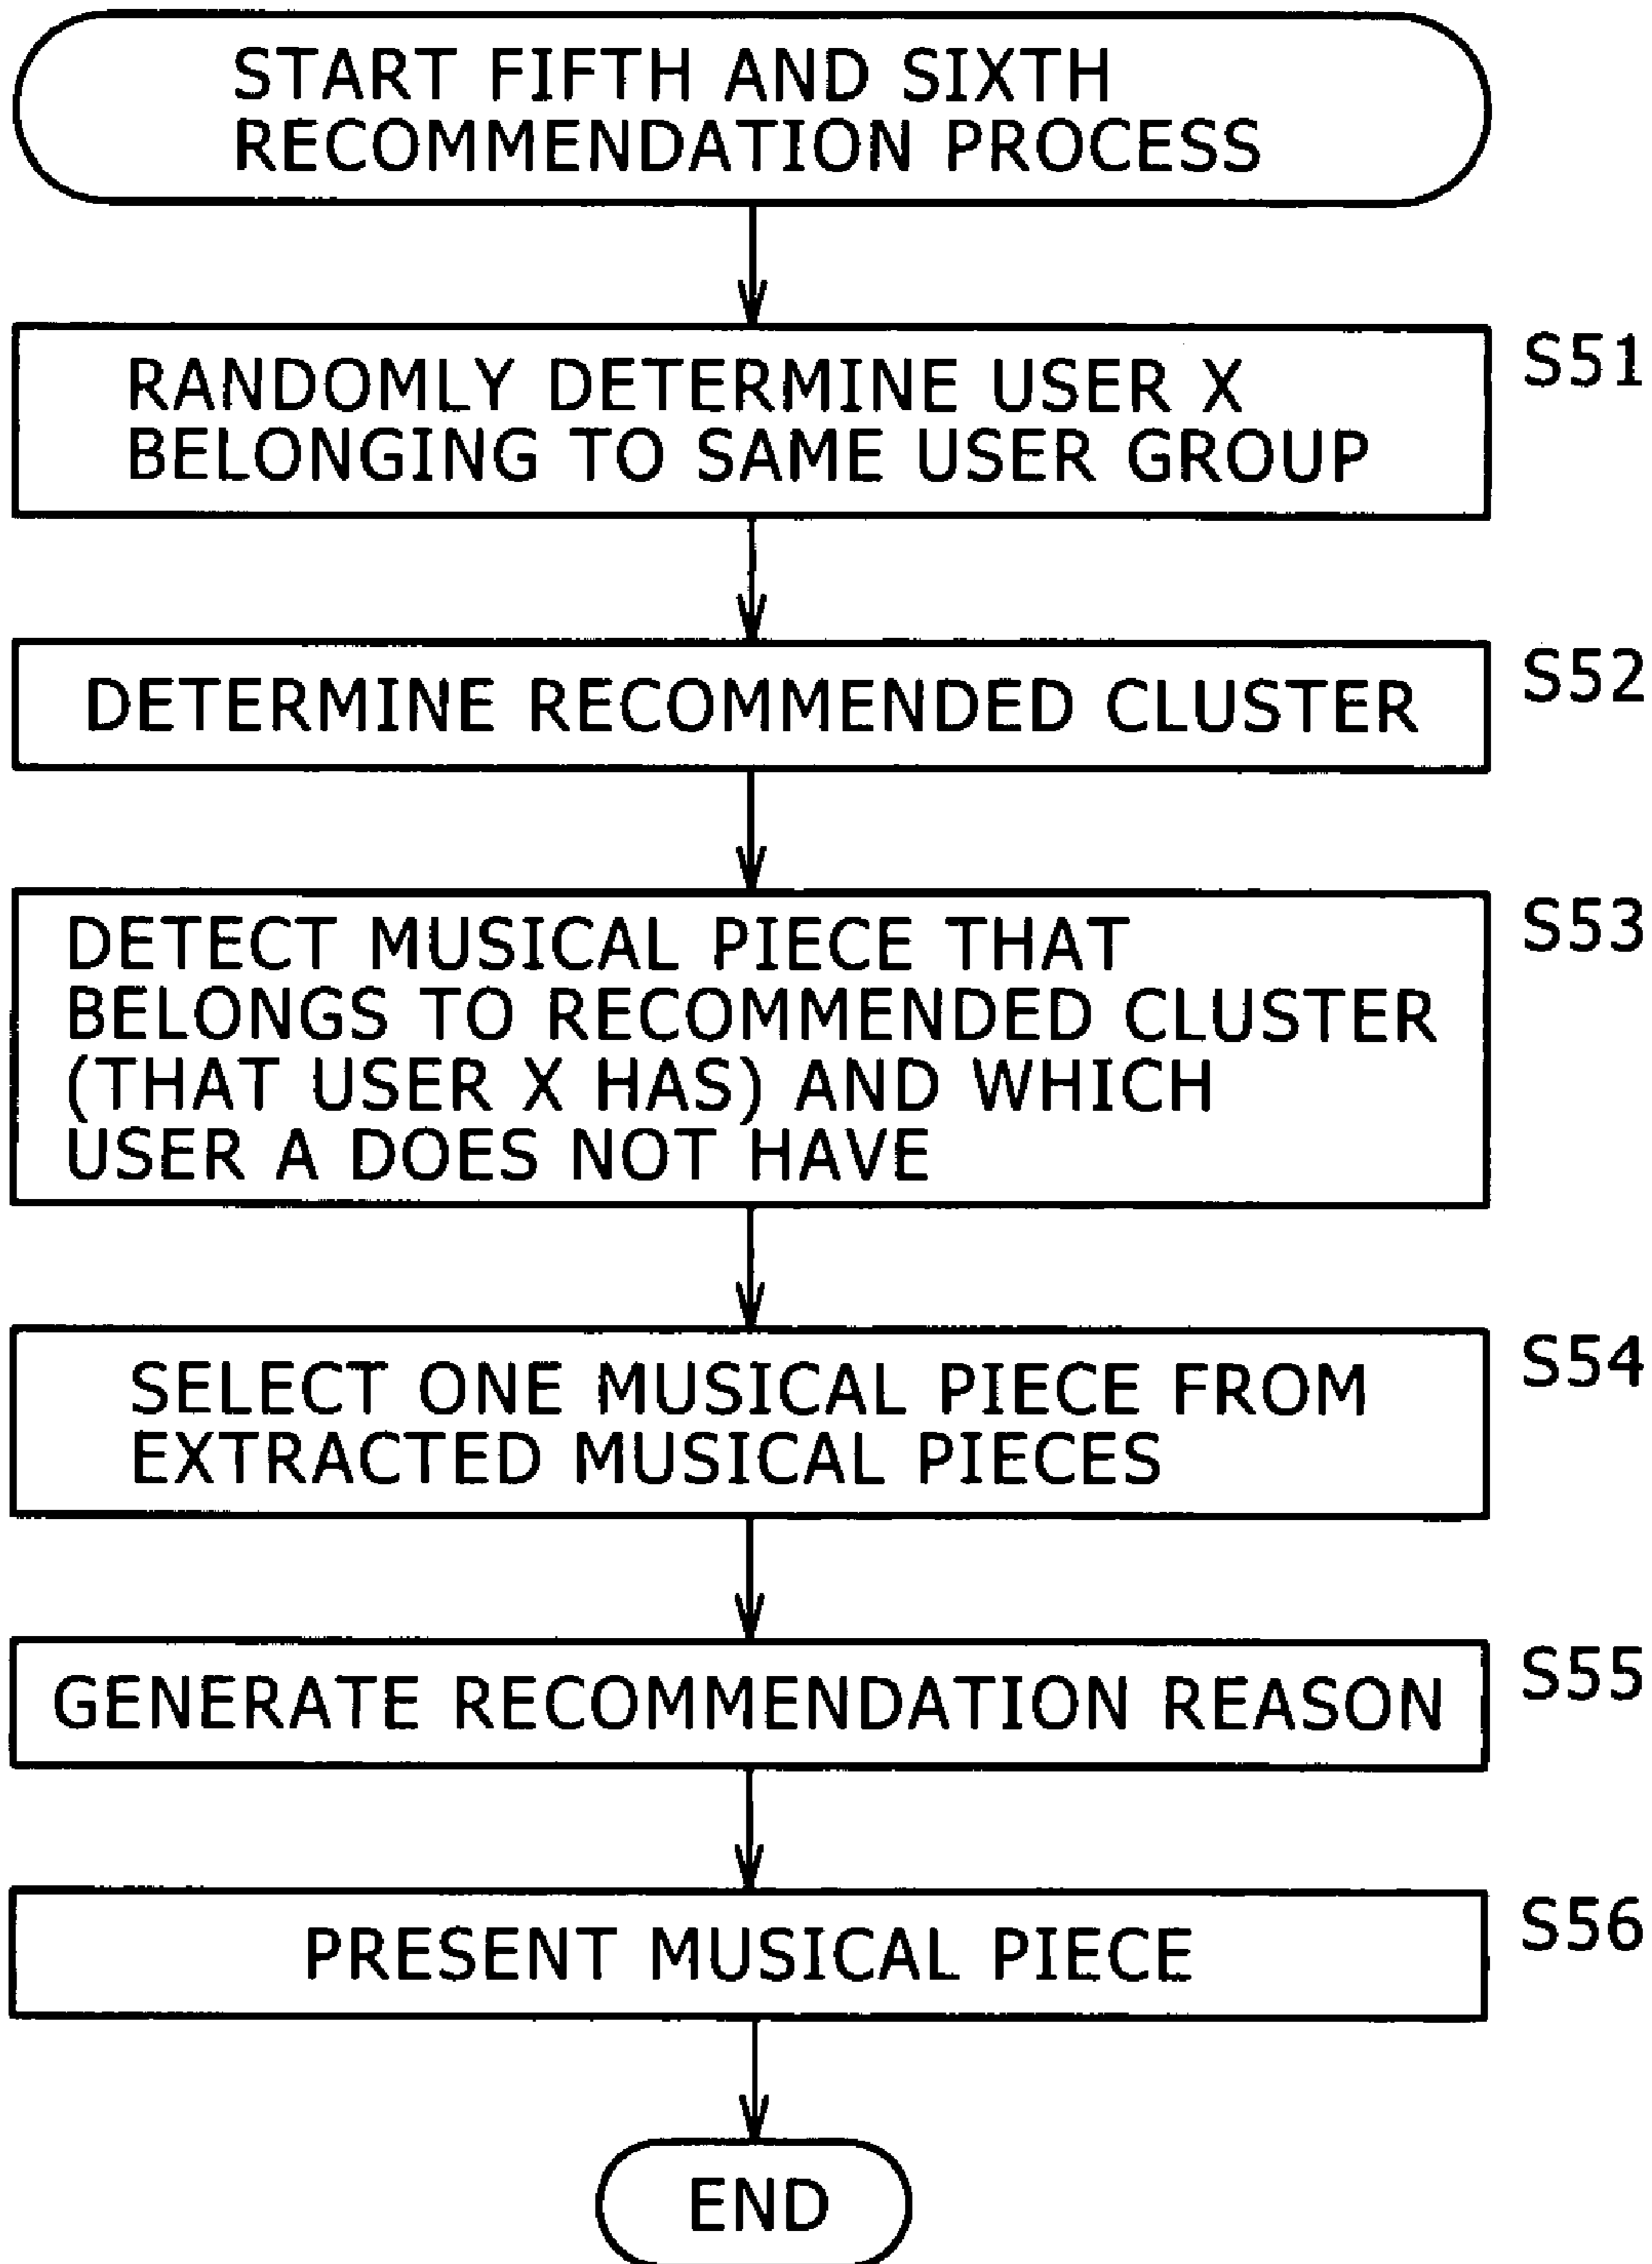 START FIFTH AND SIXTH
RECOMMENDATION PROCESS
RANDOMLY DETERMINE USER X
BELONGING TO SAME USER GROUP
S51
DETERMINE RECOMMENDED CLUSTER
S52
DETECT MUSICAL PIECE THAT
BELONGS TO RECOMMENDED CLUSTER
(THAT USER X HAS) AND WHICH
USER A DOES NOT HAVE
S53
SELECT ONE MUSICAL PIECE FROM
EXTRACTED MUSICAL PIECES
S54
GENERATE RECOMMENDATION REASON
S55
PRESENT MUSICAL PIECE
S56
END